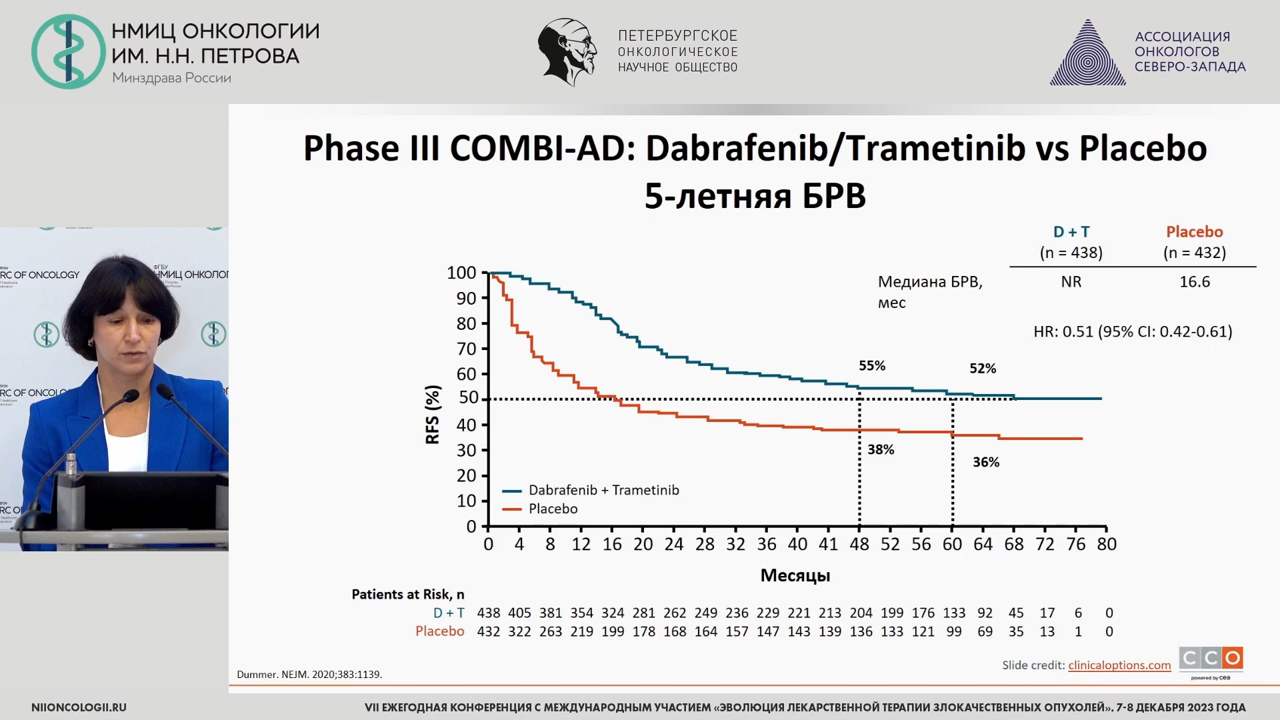 НМИЦ ОНКОЛОГИИ
ИМ. Н.Н. ПЕТРОВА
Минздрава России
ПЕТЕРБУРГСКОЕ
ОНКОЛОГИЧЕСКОЕ
НАУЧНОЕ ОБЩЕСТВО
АССОЦИАЦИЯ
ОНКОЛОГОВ
СЕВЕРО-ЗАПАДА
Phase III COMBI-AD: Dabrafenib/Trametinib vs Placebo
5-летняя БРВ
D + T Placebo
(n = 438) (n = 432)
Медиана БРВ, мес NR 16.6
HR: 0.51 (95% CI: 0.42-0.61)
RFS (%)
100
90
80
70
60
50
40
30
20
10
0
55% 52%
38% 36%
Dabrafenib + Trametinib
Placebo
0 4 8 12 16 20 24 28 32 36 40 41 48 52 56 60 64 68 72 76 80
Месяцы
Patients at Risk, n
D + T 438 405 381 354 324 281 262 249 236 229 221 213 204 199 176 133 92 45 17 6 0
Placebo 432 322 263 219 199 178 168 164 157 147 143 139 136 133 121 99 69 35 13 1 0
Dummer. NEJM. 2020;383:1139.
Slide credit: clinicaloptions.com
CCO
powered by cea
RC OF ONCOLOGY
ФГБУ
НМИЦ ОНКОЛОГ
RC OF ONCOLOGY
NIIONCOLOGII.RU
VII ЕЖЕГОДНАЯ КОНФЕРЕНЦИЯ С МЕЖДУНАРОДНЫМ УЧАСТИЕМ «ЭВОЛЮЦИЯ ЛЕКАРСТВЕННОЙ ТЕРАПИИ ЗЛОКАЧЕСТВЕННЫХ ОПУХОЛЕЙ». 7-8 ДЕКАБРЯ 2023 ГОДА